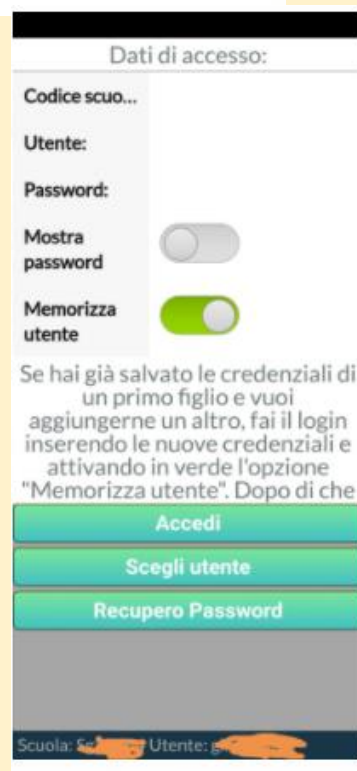 Dati di accesso:
Codice scuo...
Utente:
Password:
Mostra
password
Memorizza
utente
Se hai già salvato le credenziali di
un primo figlio e vuoi
aggiungerne un altro, fai il login
inserendo le nuove credenziali e
attivando in verde l'opzione
"Memorizza utente". Dopo di che
Accedi
Scegli utente
Recupero Password
Scuola: Utente: